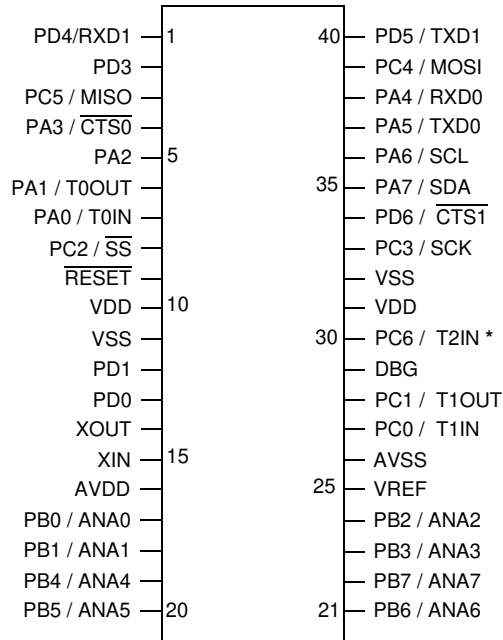 PD4/RXD1 1 40 PD5 / TXD1
PD3 PC4 / MOSI
PC5 / MISO PA4 / RXD0
PA3 / CTS0 PA5 / TXD0
PA2 5 PA6 / SCL
PA1 / T0OUT 35 PA7 / SDA
PA0 / T0IN PD6 / CTS1
PC2 / SS PC3 / SCK
RESET VSS
VDD 10 VDD
VSS 30 PC6 / T2IN *
PD1 DBG
PD0 PC1 / T1OUT
XOUT PC0 / T1IN
XIN 15 AVSS
AVDD 25 VREF
PB0 / ANA0 PB2 / ANA2
PB1 / ANA1 PB3 / ANA3
PB4 / ANA4 PB7 / ANA7
PB5 / ANA5 20 21 PB6 / ANA6